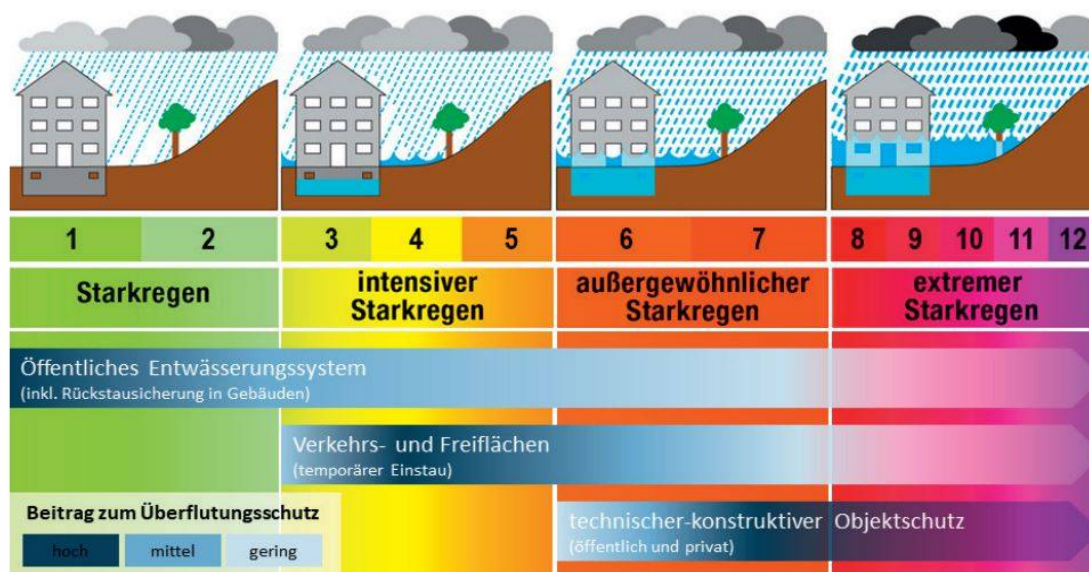 1 2 3 4 5 6 7 8 9 10 11 12
Starkregen
intensiver
Starkregen
außergewöhnlicher
Starkregen
extremer
Starkregen
Öffentliches Entwässerungssystem
(inkl. Rückstausicherung in Gebäuden)
Verkehrs- und Freiflächen
(temporärer Einstau)
technischer-konstruktiver Objektschutz
(öffentlich und privat)
Beitrag zum Überflutungsschutz
hoch mittel gering